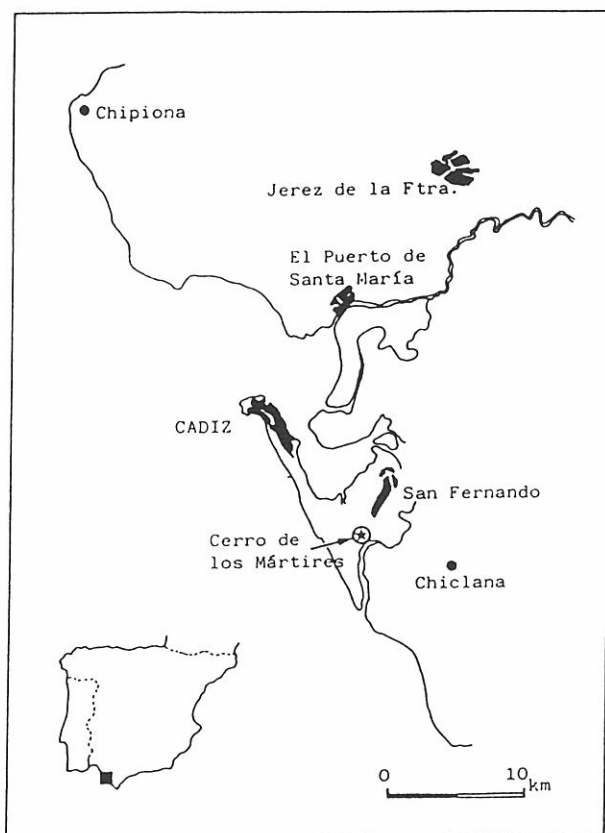 Chipiona
Jerez de la Ftra.
El Puerto de
Santa María
CADIZ
San Fernando
Cerro de
los Mártires
Chiclana
0 10
km